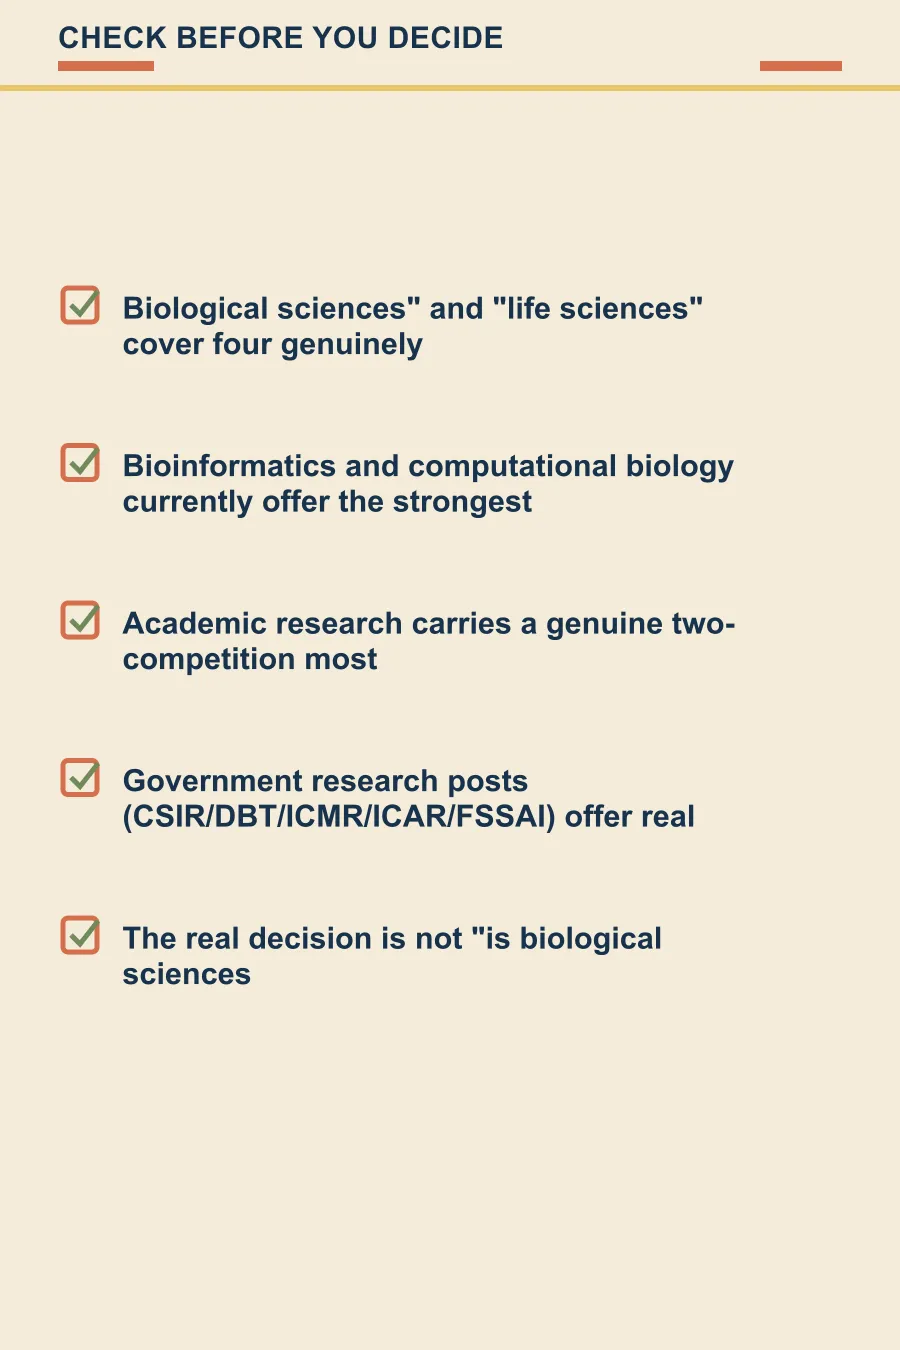 CHECK BEFORE YOU DECIDE
Biological sciences" and "life sciences"
cover four genuinely
Bioinformatics and computational biology
currently offer the strongest
Academic research carries a genuine two-
competition most
Government research posts
(CSIR/DBT/ICMR/ICAR/FSSAI) offer real
The real decision is not "is biological
sciences